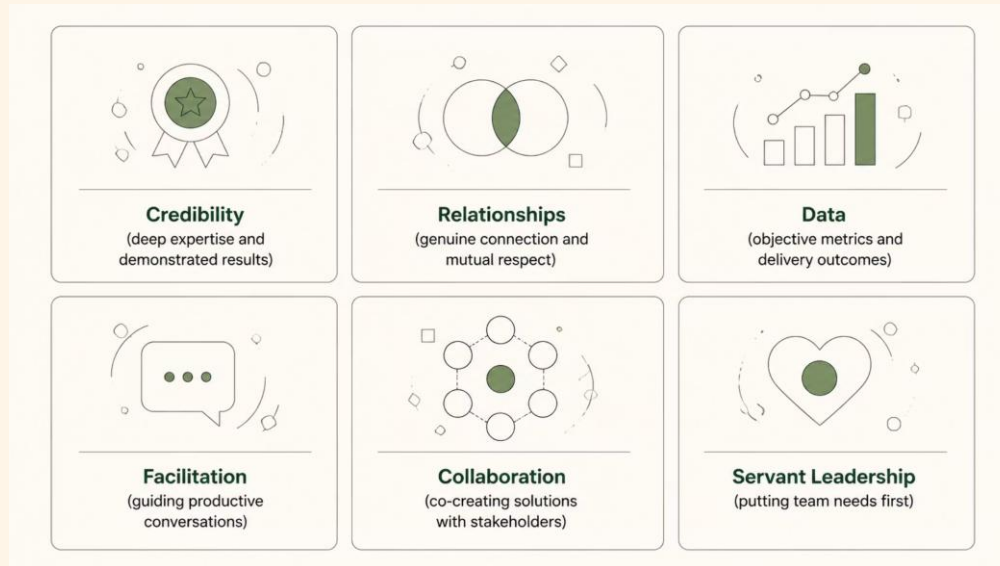 Credibility
(deep expertise and
demonstrated results)
Relationships
(genuine connection and
mutual respect)
Data
(objective metrics and
delivery outcomes)
Facilitation
(guiding productive
conversations)
Collaboration
(co-creating solutions
with stakeholders)
Servant Leadership
(putting team needs first)